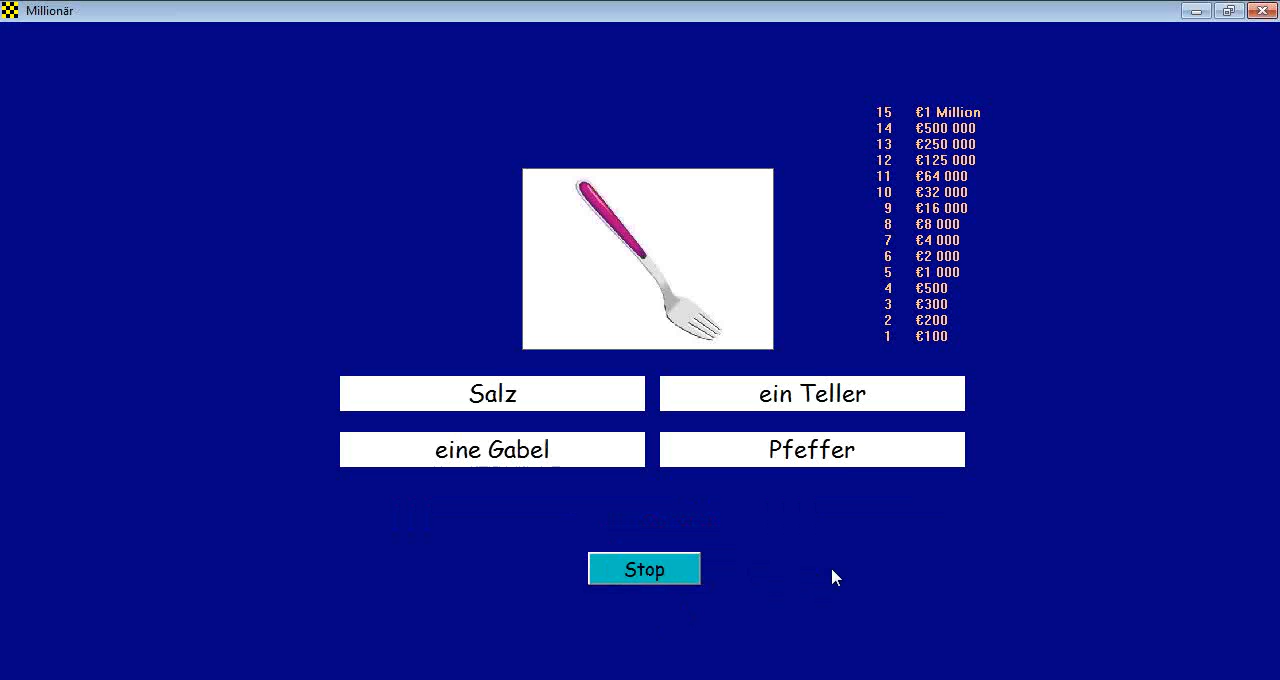 Millionär
15 €1 Million
14 €500 000
13 €250 000
12 €125 000
11 €64 000
10 €32 000
9 €16 000
8 €8 000
7 €4 000
6 €2 000
5 €1 000
4 €500
3 €300
2 €200
1 €100
Salz
ein Teller
eine Gabel
Pfeffer
Stop